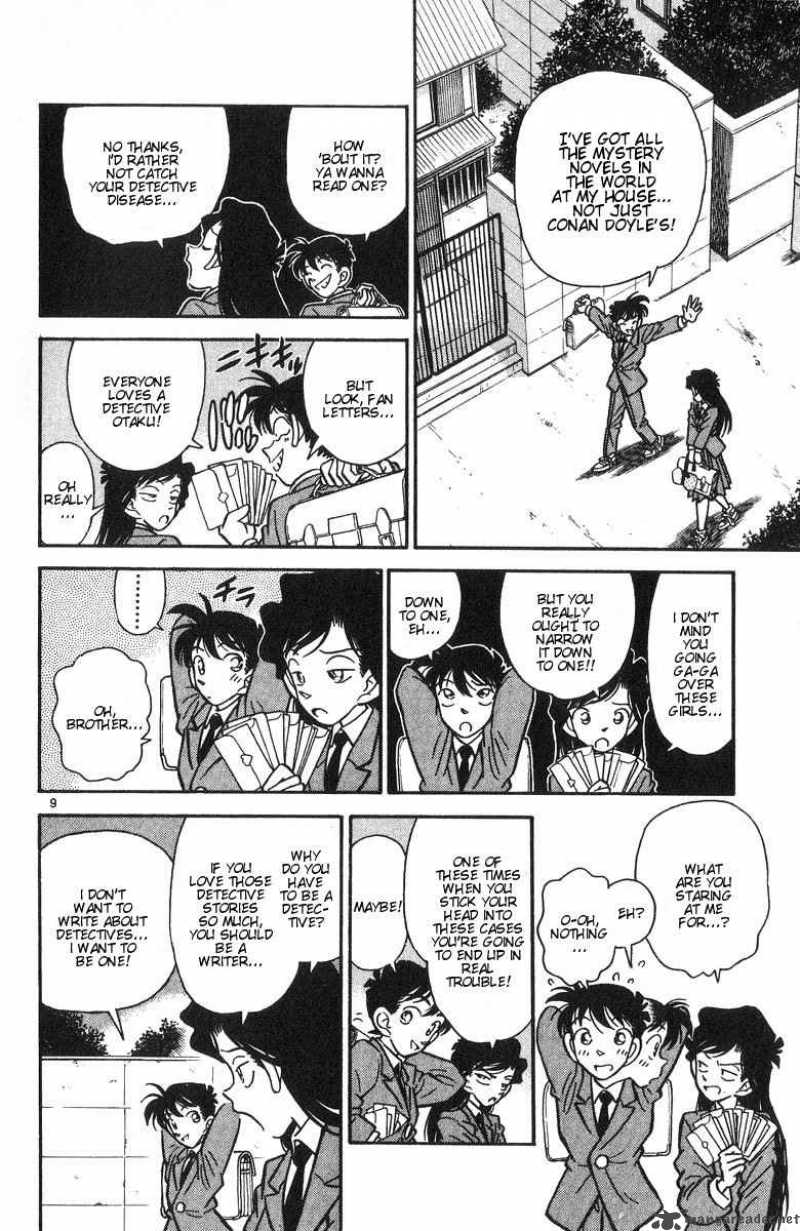 I'VE GOT ALL
THE MYSTERY
NOVELS IN
THE WORLD
AT MY HOUSE...
NOT JUST
CONAN DOYLE'S!
HOW
'BOUT IT?
YA WANNA
READ ONE?
NO THANKS,
I'D RATHER
NOT CATCH
YOUR DETECTIVE
DISEASE...
BUT
LOOK, FAN
LETTERS...
EVERYONE
LOVES A
DETECTIVE
OTAKU!
OH
REALLY
...
I DON'T
MIND
YOU
GOING
GA-GA
OVER
THESE
GIRLS...
BUT YOU
REALLY
OUGHT TO
NARROW
IT DOWN
TO ONE!!
DOWN
TO ONE,
EH...
チラ
.........
OH,
BROTHER...
9
WHAT
ARE YOU
STARING
AT ME
FOR...?
EH?
O-OH,
NOTHING
...
ONE OF
THESE TIMES
WHEN YOU
STICK YOUR
HEAD INTO
THESE CASES
YOU'RE GOING
TO END UP IN
REAL
TROUBLE!
MAYBE!
WHY
DO YOU
HAVE
TO BE A
DETEC-
TIVE?
IF YOU
LOVE THOSE
DETECTIVE
STORIES
SO MUCH,
YOU SHOULD
BE A
WRITER...
I DON'T
WANT TO
WRITE ABOUT
DETECTIVES...
I WANT TO
BE ONE!
mangareader.net